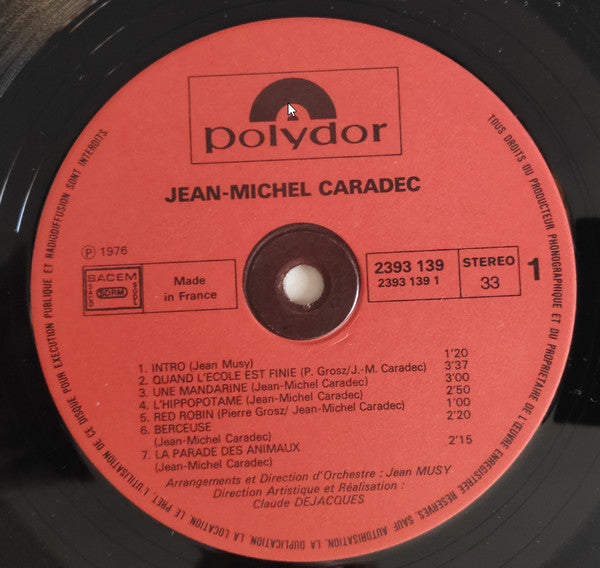 polydor
JEAN-MICHEL CARADEC
℗ 1976
SACEM
SACD
SDRM
SGDL
Made
in France
2393 139
2393 139 1
STEREO
33
1
1. INTRO (Jean Musy) 1'20
2. QUAND L'ECOLE EST FINIE (P. Grosz/J.-M. Caradec) 3'37
3. UNE MANDARINE (Jean-Michel Caradec) 3'00
4. L'HIPPOPOTAME (Jean-Michel Caradec) 2'50
5. RED ROBIN (Pierre Grosz/ Jean-Michel Caradec) 1'00
6. BERCEUSE 2'20
(Jean-Michel Caradec)
7. LA PARADE DES ANIMAUX 2'15
(Jean-Michel Caradec)
Arrangements et Direction d'Orchestre : Jean MUSY
Direction Artistique et Réalisation :
Claude DEJACQUES
TOUS DROITS DU PRODUCTEUR PHONOGRAPHIQUE ET DU PROPRIETAIRE DE L'ŒUVRE ENREGISTREE RESERVES. SAUF AUTORISATION, LA DUPLICATION, LA LOCATION, LE PRET, L'UTILISATION DE CE DISQUE POUR EXECUTION PUBLIQUE ET RADIODIFFUSION SONT INTERDITS.